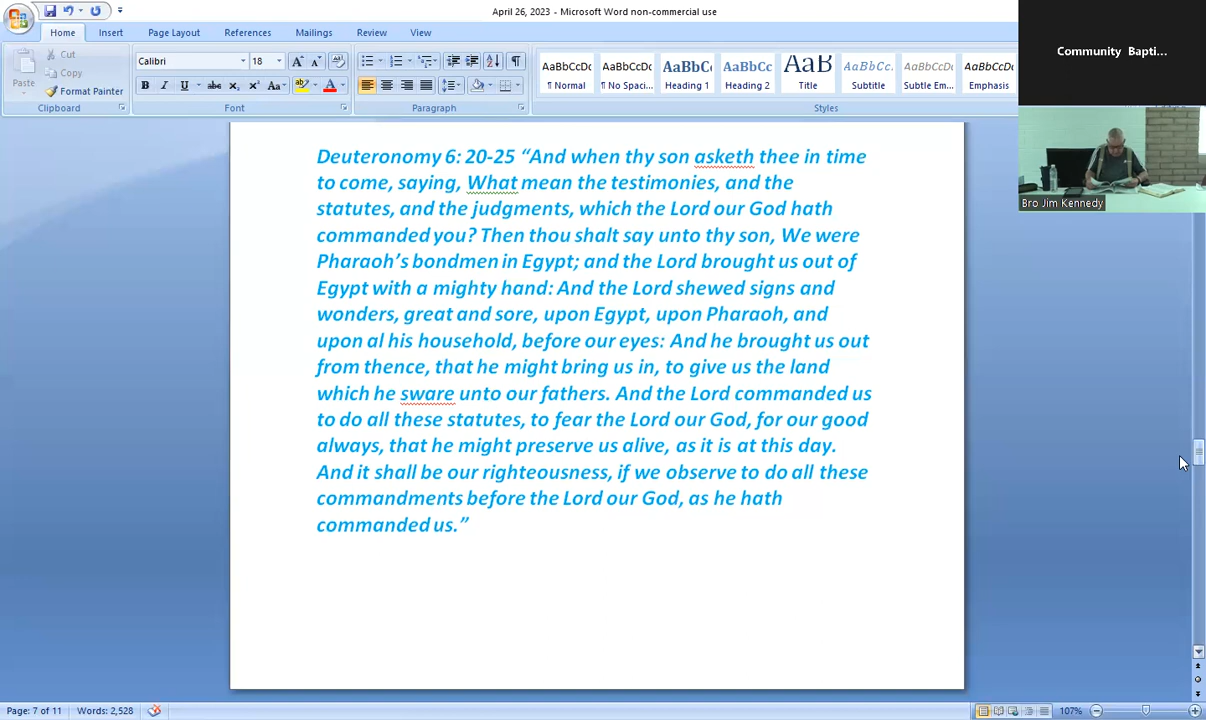 April 26, 2023 - Microsoft Word non-commercial use
Home Insert Page Layout References Mailings Review View
Community Bapti...
Paste
Cut
Copy
Format Painter
Clipboard
Calibri 18
B I U abc X₂ X² Aa
Font
Paragraph
AaBbCcDc AaBbCcDc AaBbC AaBbCc AaB AaBbCc. AaBbCcDc AaBbCcDc
¶ Normal ¶ No Spaci... Heading 1 Heading 2 Title Subtitle Subtle Em... Emphasis
Styles
Bro Jim Kennedy
Deuteronomy 6: 20-25 “And when thy son asketh thee in time
to come, saying, What mean the testimonies, and the
statutes, and the judgments, which the Lord our God hath
commanded you? Then thou shalt say unto thy son, We were
Pharaoh’s bondmen in Egypt; and the Lord brought us out of
Egypt with a mighty hand: And the Lord shewed signs and
wonders, great and sore, upon Egypt, upon Pharaoh, and
upon al his household, before our eyes: And he brought us out
from thence, that he might bring us in, to give us the land
which he sware unto our fathers. And the Lord commanded us
to do all these statutes, to fear the Lord our God, for our good
always, that he might preserve us alive, as it is at this day.
And it shall be our righteousness, if we observe to do all these
commandments before the Lord our God, as he hath
commanded us.”
Page: 7 of 11 Words: 2,528 107%